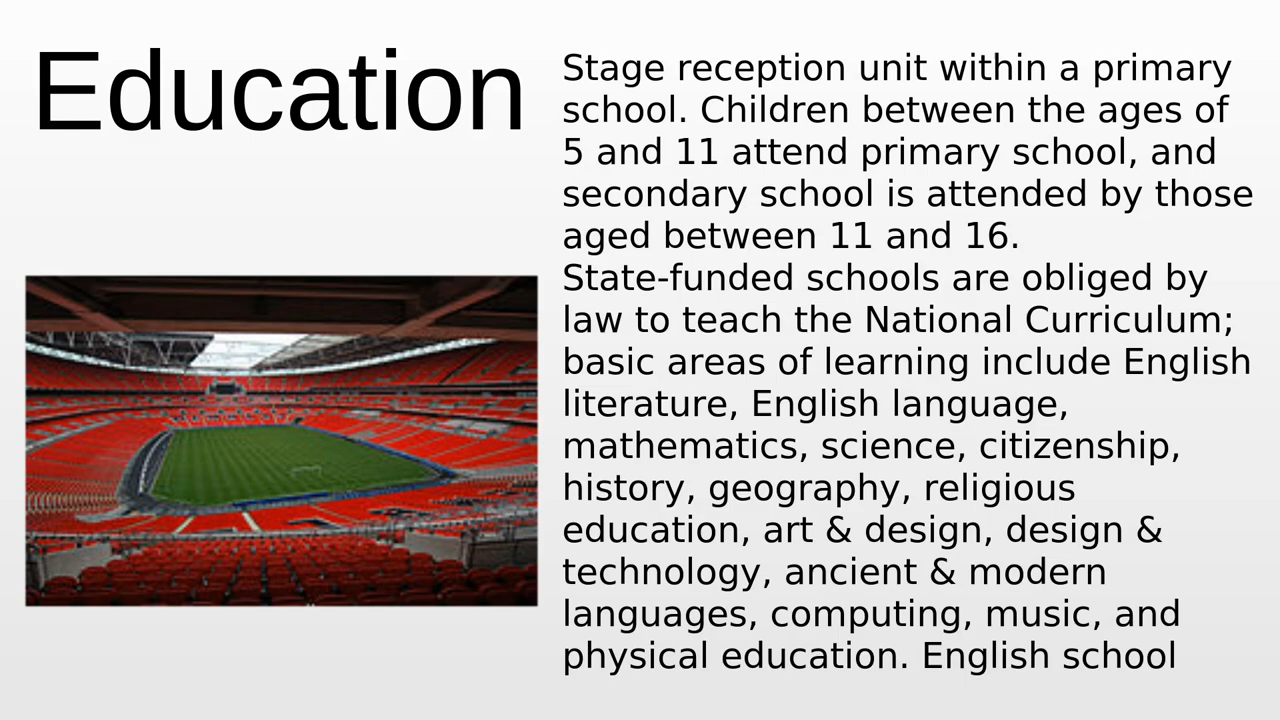 Education
Stage reception unit within a primary
school. Children between the ages of
5 and 11 attend primary school, and
secondary school is attended by those
aged between 11 and 16.
State-funded schools are obliged by
law to teach the National Curriculum;
basic areas of learning include English
literature, English language,
mathematics, science, citizenship,
history, geography, religious
education, art & design, design &
technology, ancient & modern
languages, computing, music, and
physical education. English school